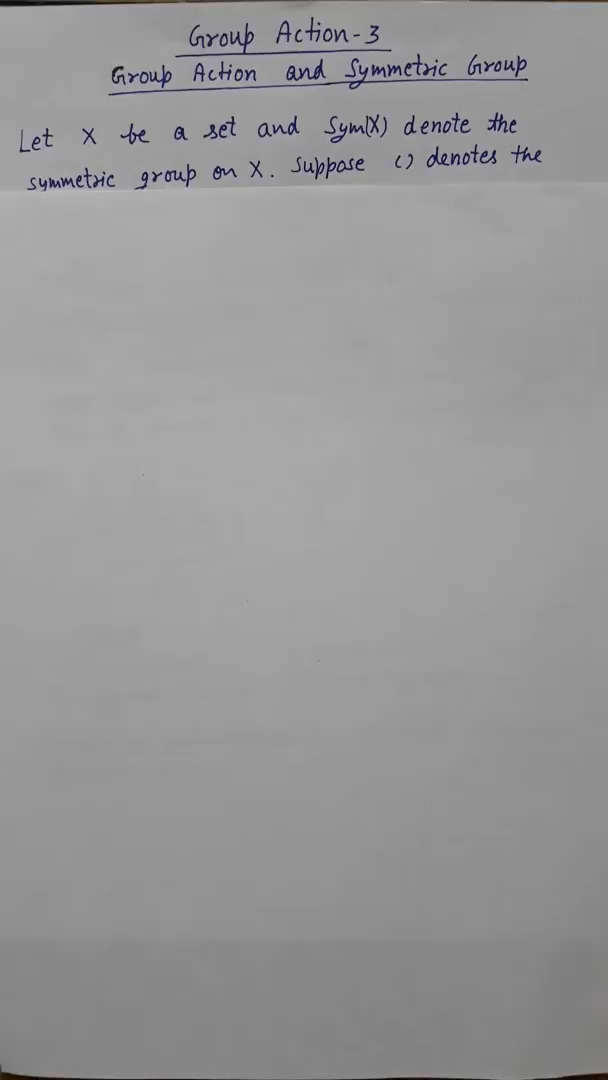 Group Action-3
Group Action and Symmetric Group
Let X be a set and Sym(X) denote the
symmetric group on X. Suppose () denotes the